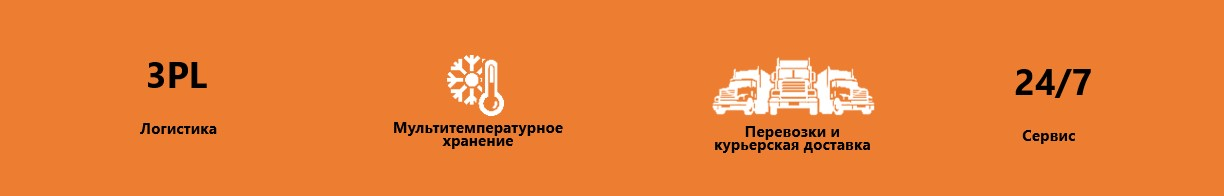 3PL
Логистика
Мультитемпературное
хранение
Перевозки и
курьерская доставка
24/7
Сервис